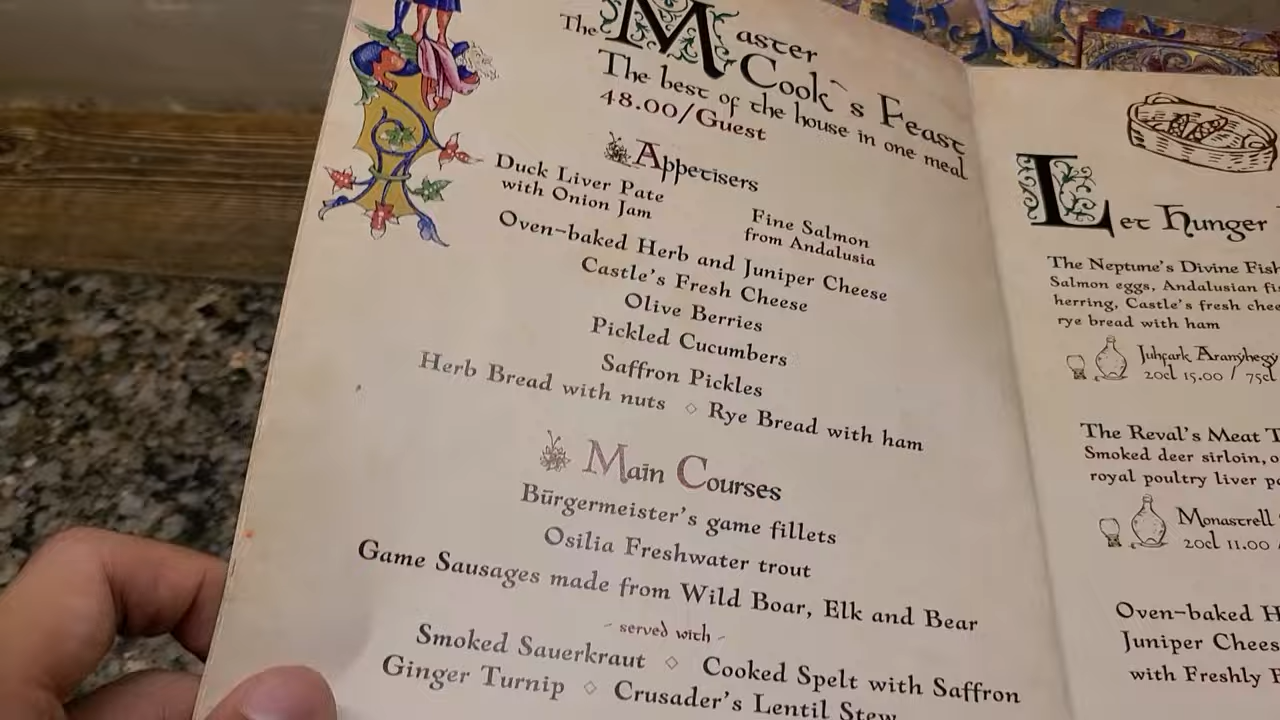 The Master
Cook`s Feast
The best of the house in one meal
48.00/Guest
Appetisers
Duck Liver Pate
with Onion Jam
Fine Salmon
from Andalusia
Oven-baked Herb and Juniper Cheese
Castle's Fresh Cheese
Olive Berries
Pickled Cucumbers
Saffron Pickles
Herb Bread with nuts ◇ Rye Bread with ham
Main Courses
Bürgermeister's game fillets
Osilia Freshwater trout
Game Sausages made from Wild Boar, Elk and Bear
- served with -
Smoked Sauerkraut ◇ Cooked Spelt with Saffron
Ginger Turnip ◇ Crusader's Lentil Stew
Let Hunger
The Neptune's Divine Fish
Salmon eggs, Andalusian
herring, Castle's fresh
rye bread with ham
Juhfark Aranyhegy
20cl 15.00 / 75cl
The Reval's Meat
Smoked deer sirloin,
royal poultry liver
Monastrell
20cl 11.00
Oven-baked
Juniper
with Freshly